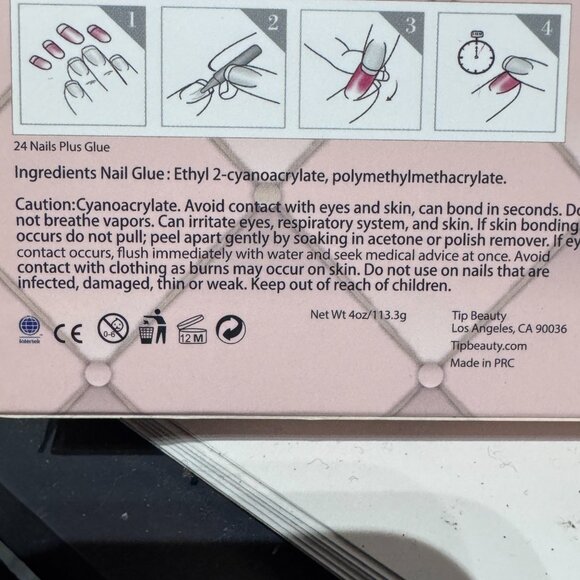 1 2 3 4
24 Nails Plus Glue
Ingredients Nail Glue: Ethyl 2-cyanoacrylate, polymethylmethacrylate.
Caution:Cyanoacrylate. Avoid contact with eyes and skin, can bond in seconds. Do
not breathe vapors. Can irritate eyes, respiratory system, and skin. If skin bonding
occurs do not pull; peel apart gently by soaking in acetone or polish remover. If eye
contact occurs, flush immediately with water and seek medical advice at once. Avoid
contact with clothing as burns may occur on skin. Do not use on nails that are
infected, damaged, thin or weak. Keep out of reach of children.
Net Wt 4oz/113.3g
Tip Beauty
Los Angeles, CA 90036
Tipbeauty.com
Made in PRC
Intertek CE 0-6 12 M